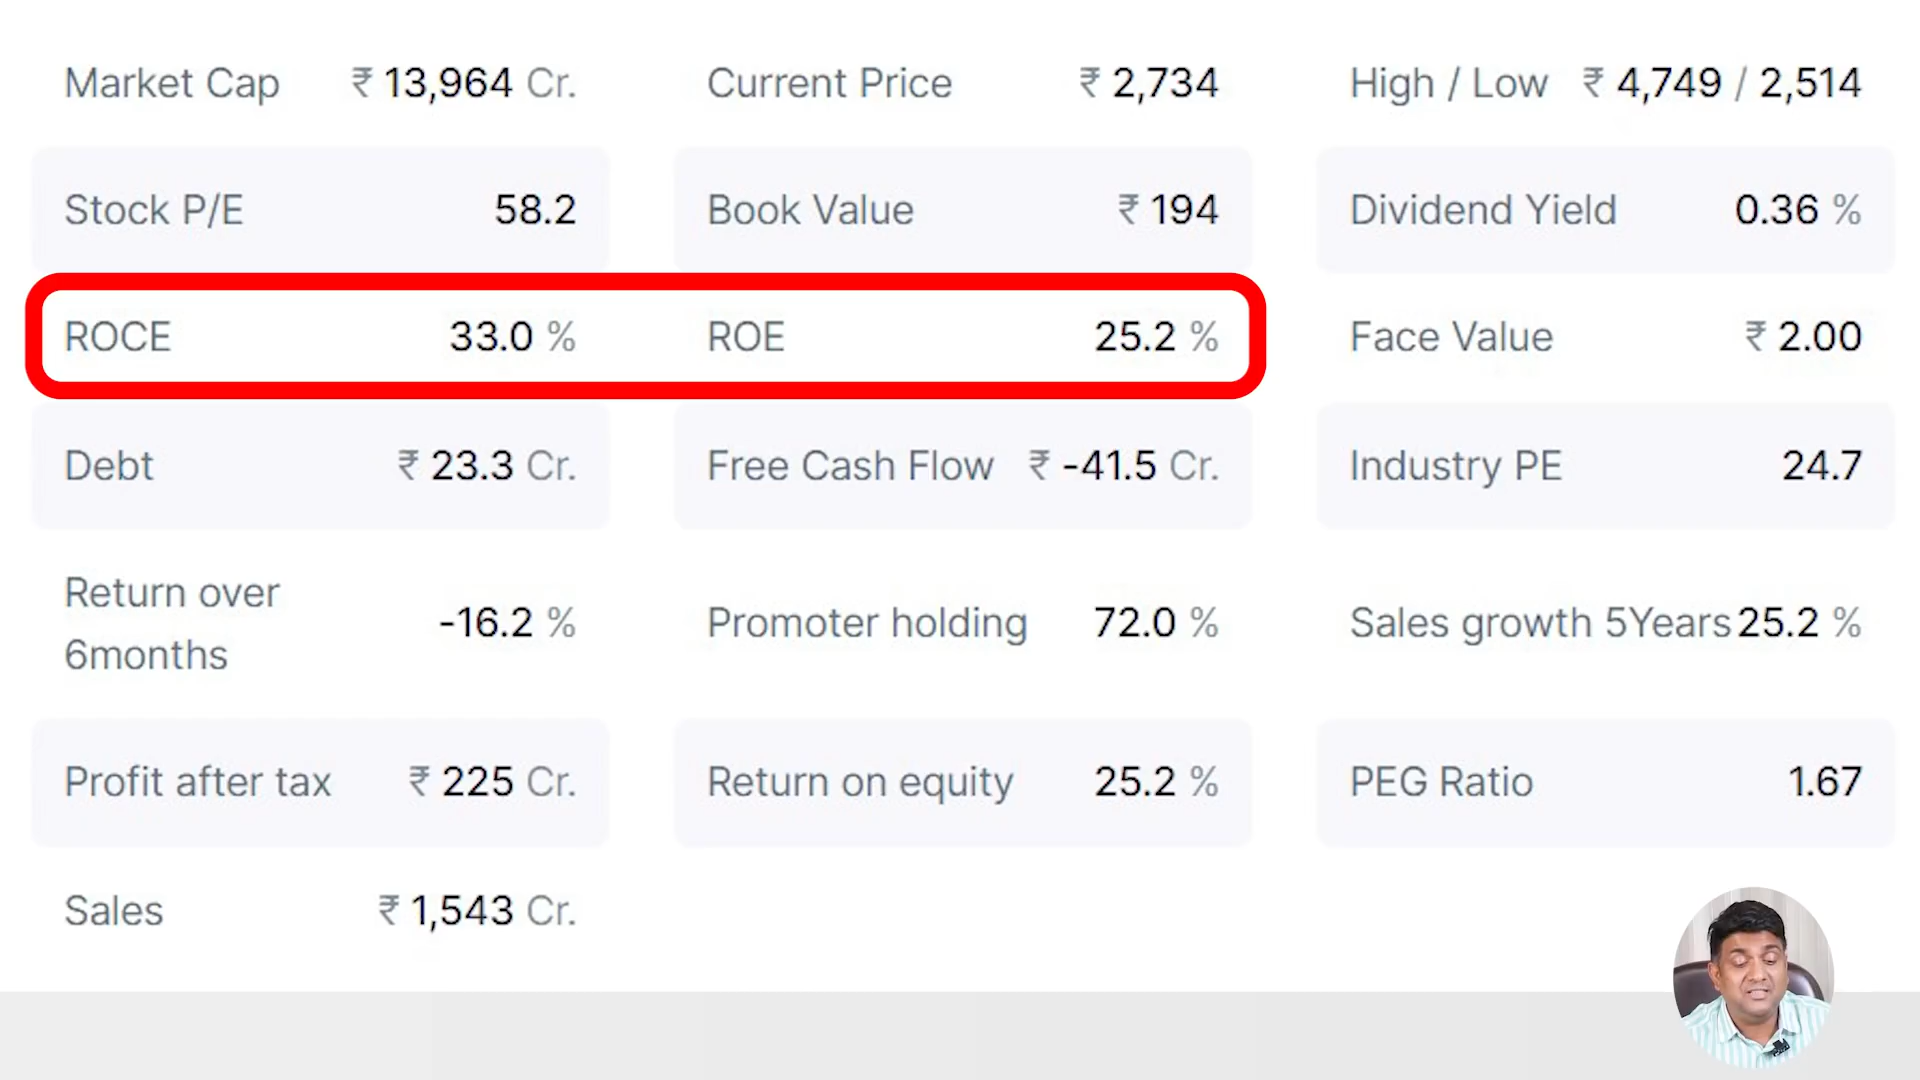 Market Cap ₹ 13,964 Cr. Current Price ₹ 2,734 High / Low ₹ 4,749 / 2,514
Stock P/E 58.2 Book Value ₹ 194 Dividend Yield 0.36 %
ROCE 33.0 % ROE 25.2 % Face Value ₹ 2.00
Debt ₹ 23.3 Cr. Free Cash Flow ₹ -41.5 Cr. Industry PE 24.7
Return over
6months -16.2 % Promoter holding 72.0 % Sales growth 5Years 25.2 %
Profit after tax ₹ 225 Cr. Return on equity 25.2 % PEG Ratio 1.67
Sales ₹ 1,543 Cr.